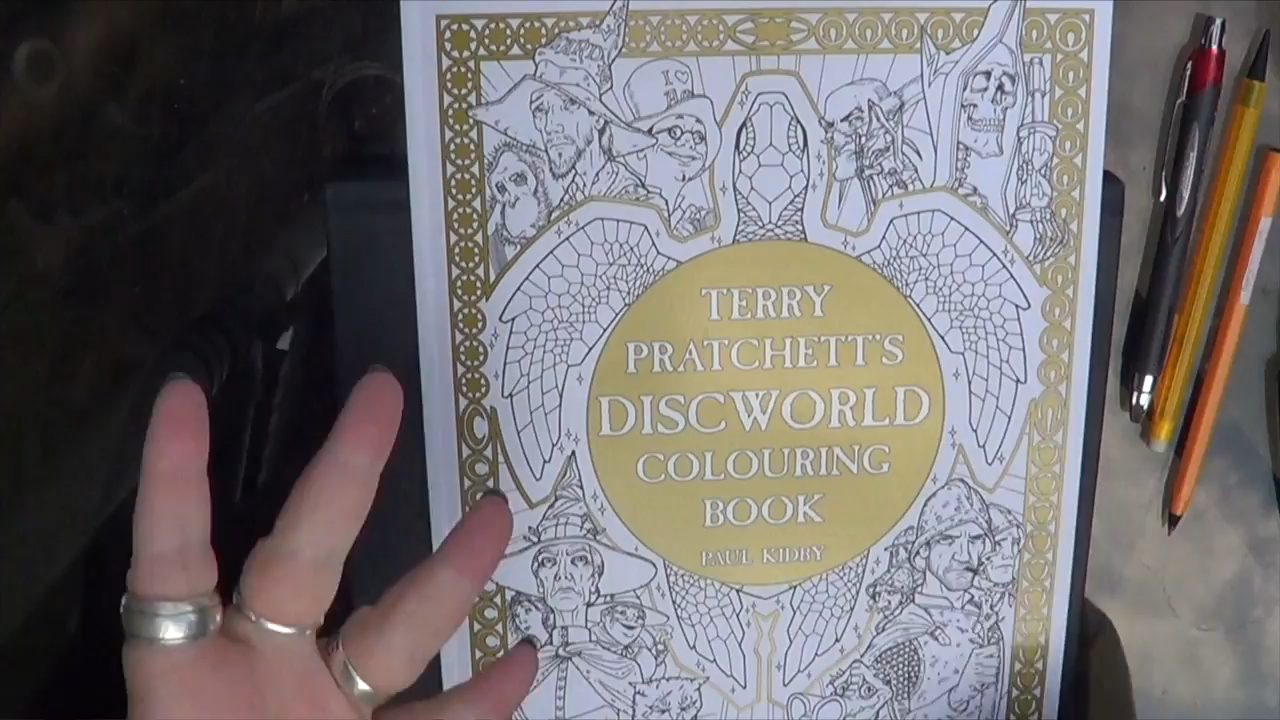 TERRY
PRATCHETT'S
DISCWORLD
COLOURING
BOOK
PAUL KIDBY